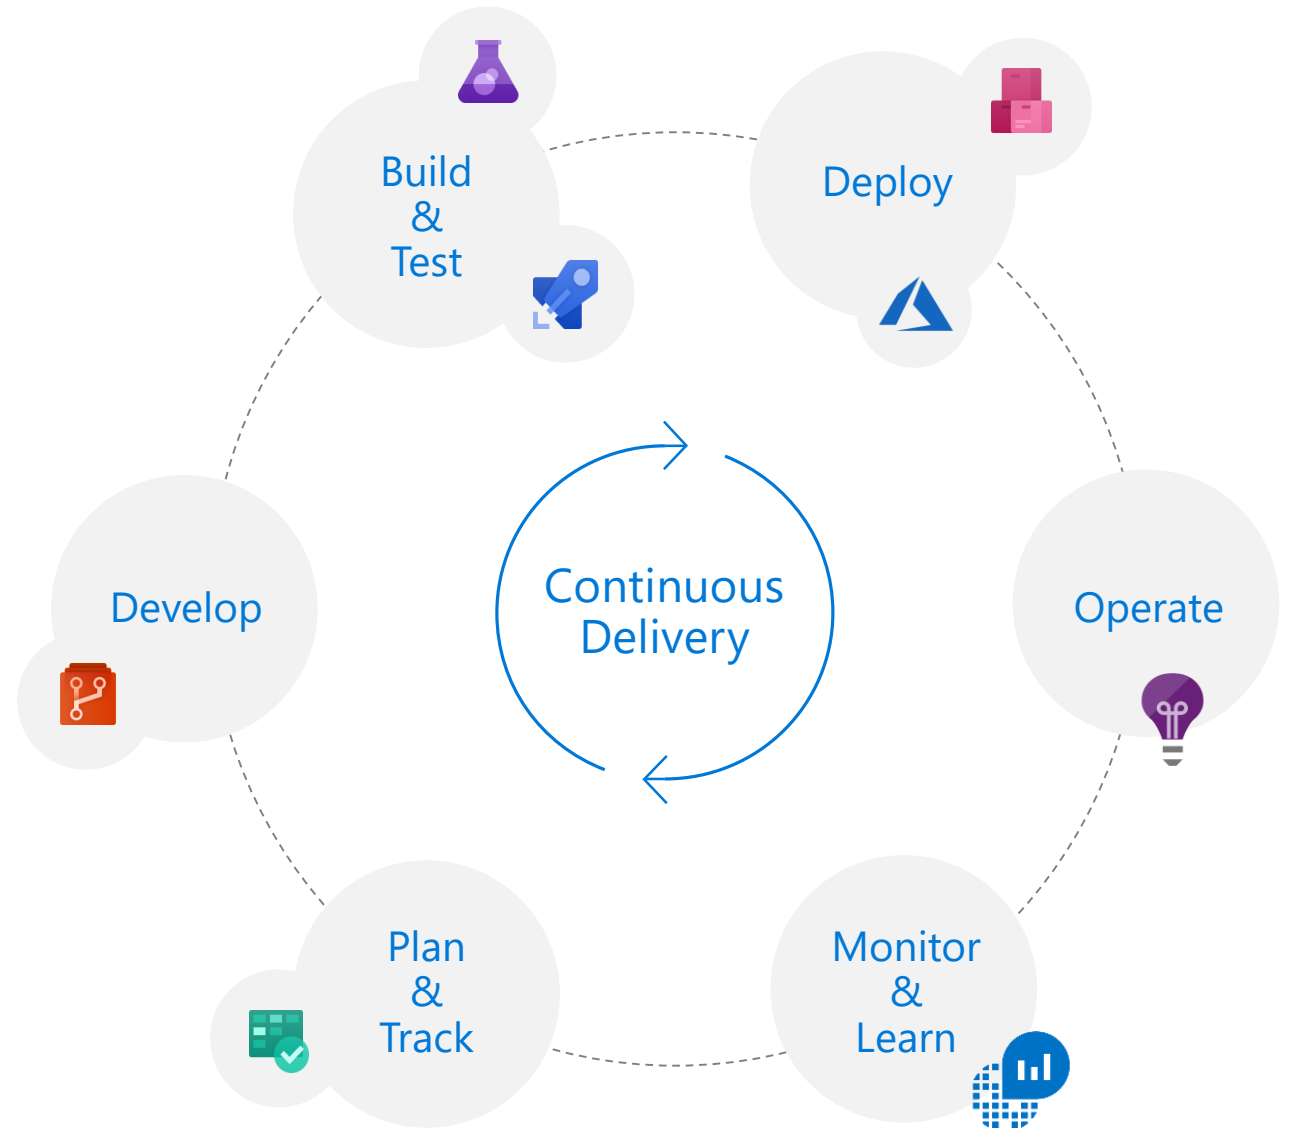 Build
&
Test
Deploy
Develop
Continuous
Delivery
Operate
Plan
&
Track
Monitor
&
Learn